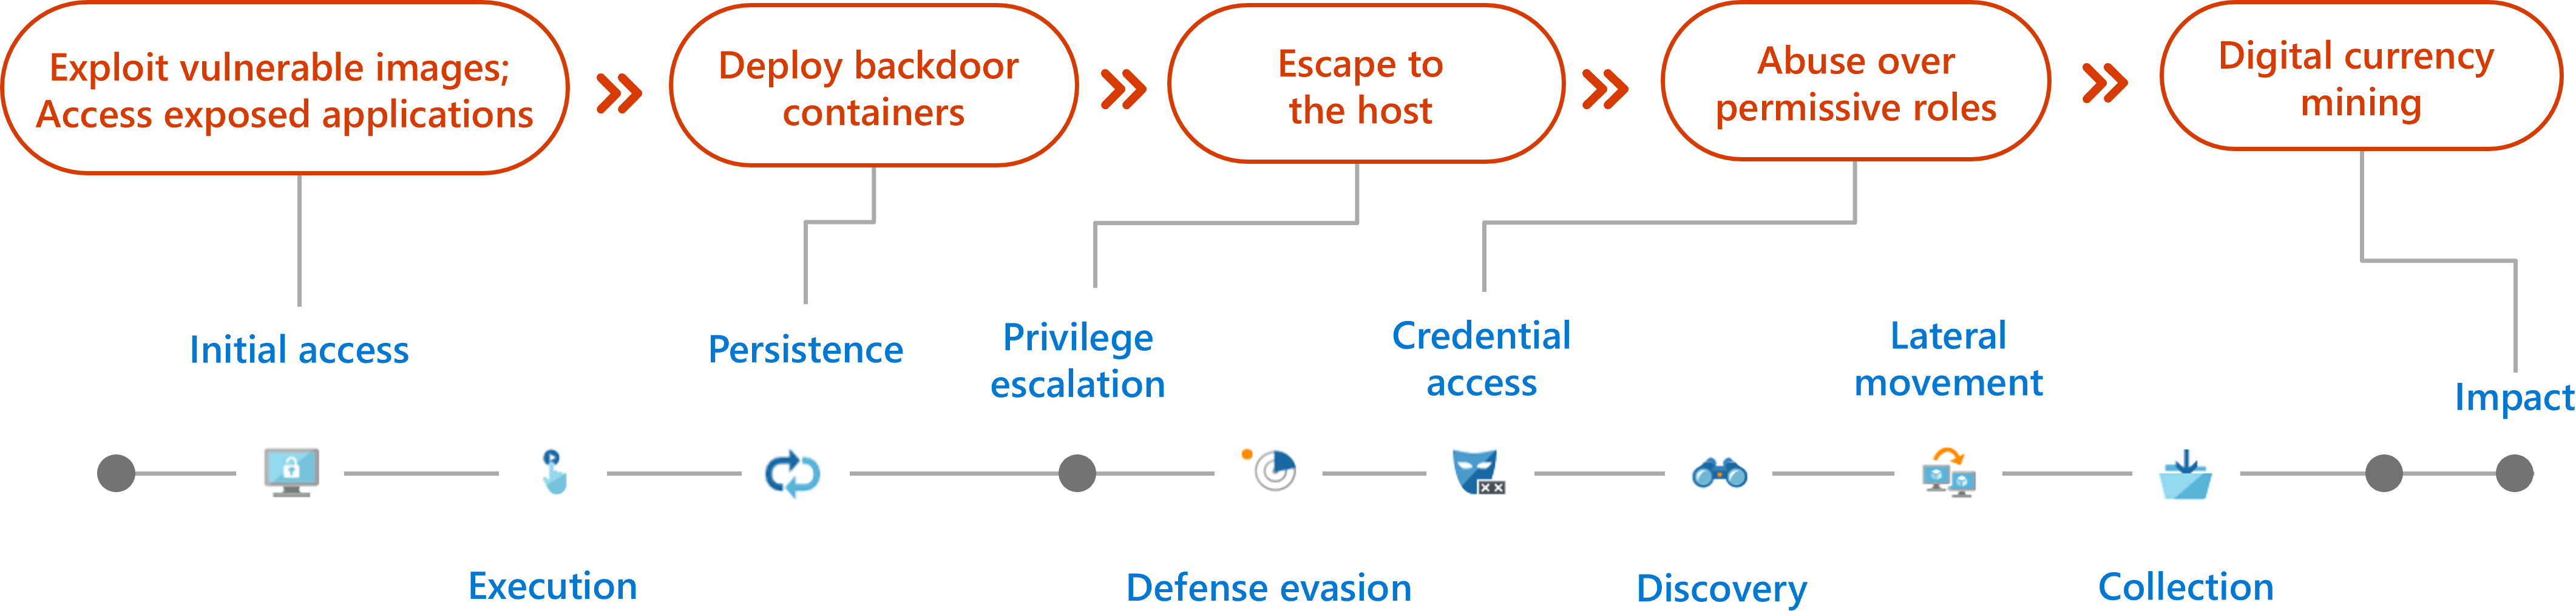 Exploit vulnerable images;
Access exposed applications
Deploy backdoor
containers
Escape to
the host
Abuse over
permissive roles
Digital currency
mining
Initial access
Persistence
Privilege
escalation
Credential
access
Lateral
movement
Impact
Execution
Defense evasion
Discovery
Collection